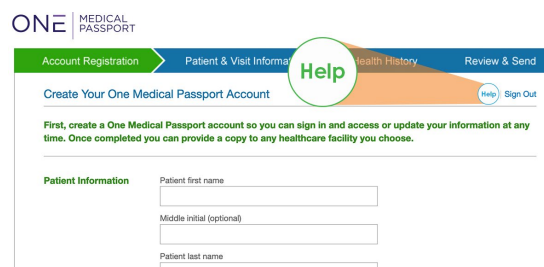 ONE MEDICAL
PASSPORT
Account Registration Patient & Visit Informat Health History Review & Send
Help
Create Your One Medical Passport Account Help Sign Out
First, create a One Medical Passport account so you can sign in and access or update your information at any
time. Once completed you can provide a copy to any healthcare facility you choose.
Patient Information Patient first name
Middle initial (optional)
Patient last name